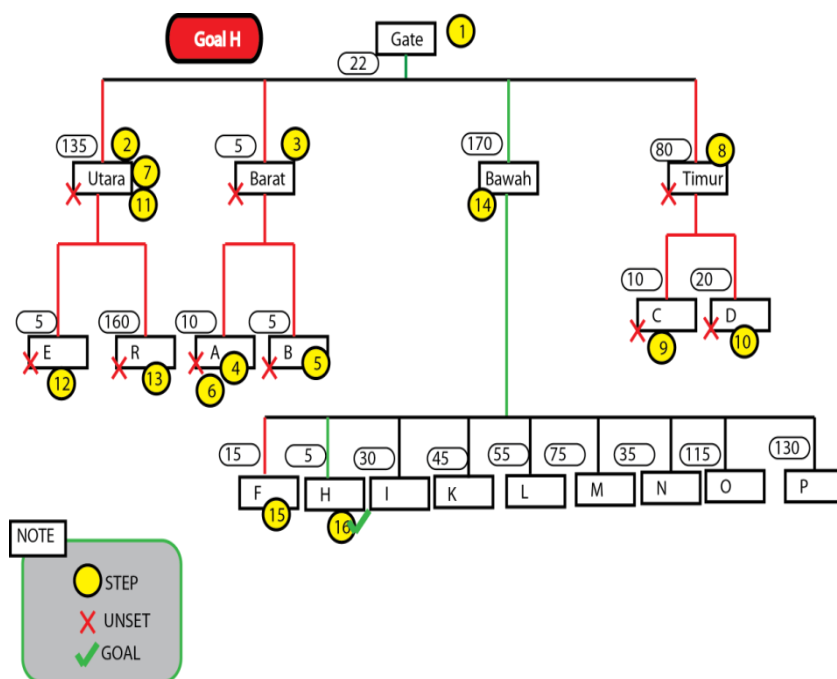 Goal H
Gate
1
22
135
2
5
3
170
80
8
Utara
7
Barat
Bawah
Timur
11
14
10
20
C
D
5
160
10
5
9
10
E
R
A
4
B
5
12
13
6
15
5
30
45
55
75
35
115
130
F
H
I
K
L
M
N
O
P
15
16
NOTE
STEP
UNSET
GOAL